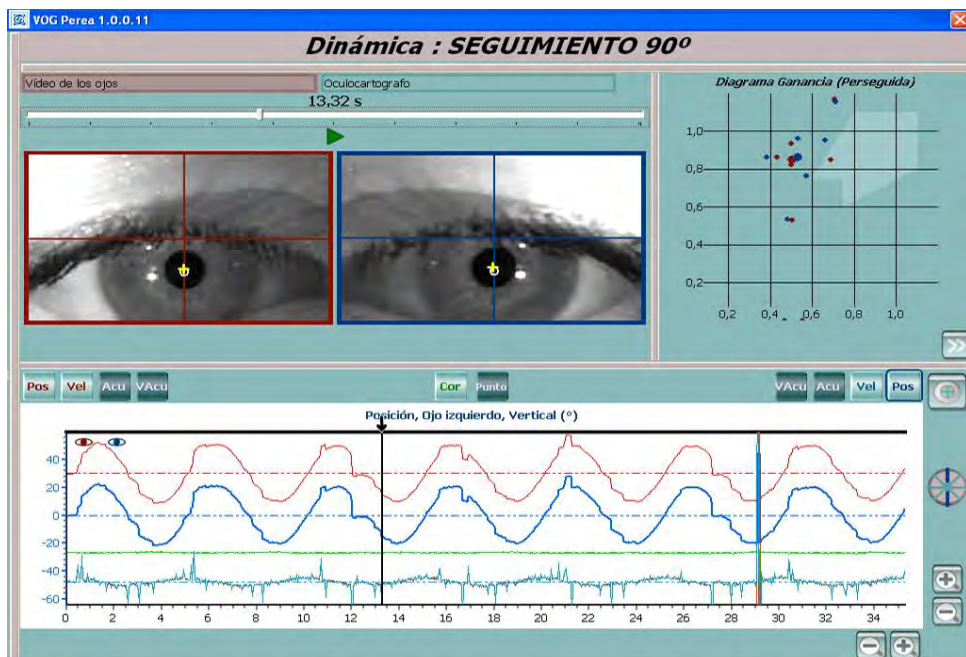 VOG Perea 1.0.0.11
Dinámica : SEGUIMIENTO 90º
Vídeo de los ojos
Oculocartografo
13,32 s
Diagrama Ganancia (Perseguida)
1,0
0,8
0,6
0,4
0,2
0,2 0,4 0,6 0,8 1,0
Pos Vel Acu VAcu Cor Punto VAcu Acu Vel Pos
Posición, Ojo izquierdo, Vertical (°)
40
20
0
-20
-40
-60
0 2 4 6 8 10 12 14 16 18 20 22 24 26 28 30 32 34